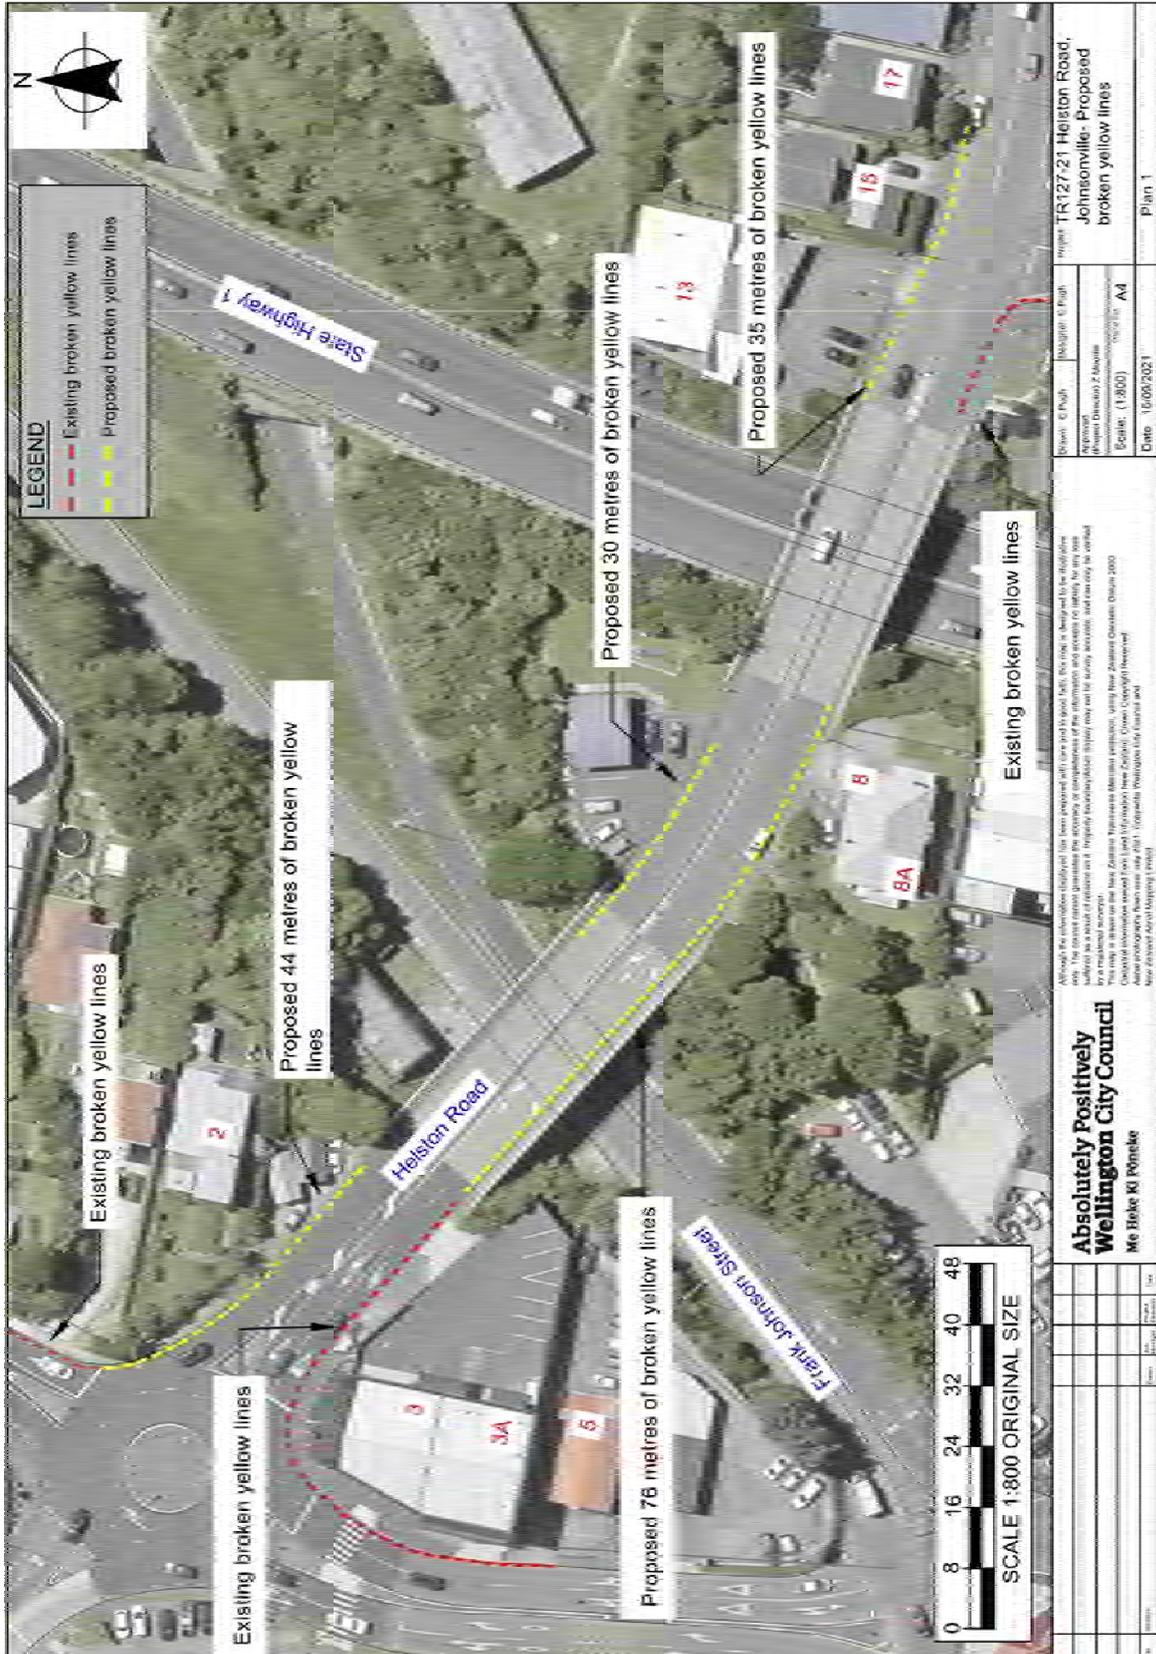 N
LEGEND
Existing broken yellow lines
Proposed broken yellow lines
State Highway 1
Existing broken yellow lines
Proposed 44 metres of broken yellow
lines
Proposed 30 metres of broken yellow lines
Proposed 35 metres of broken yellow lines
Helston Road
2
13
15
17
Existing broken yellow lines
3
3A
5
Proposed 76 metres of broken yellow lines
Frank Johnson Street
8
8A
Existing broken yellow lines
0 8 16 24 32 40 48
SCALE 1:800 ORIGINAL SIZE
Absolutely Positively
Wellington City Council
Me Heke Ki Pōneke
Scale: (1:800)
A4
TR127-21 Helston Road,
Johnsonville- Proposed
broken yellow lines
Plan 1